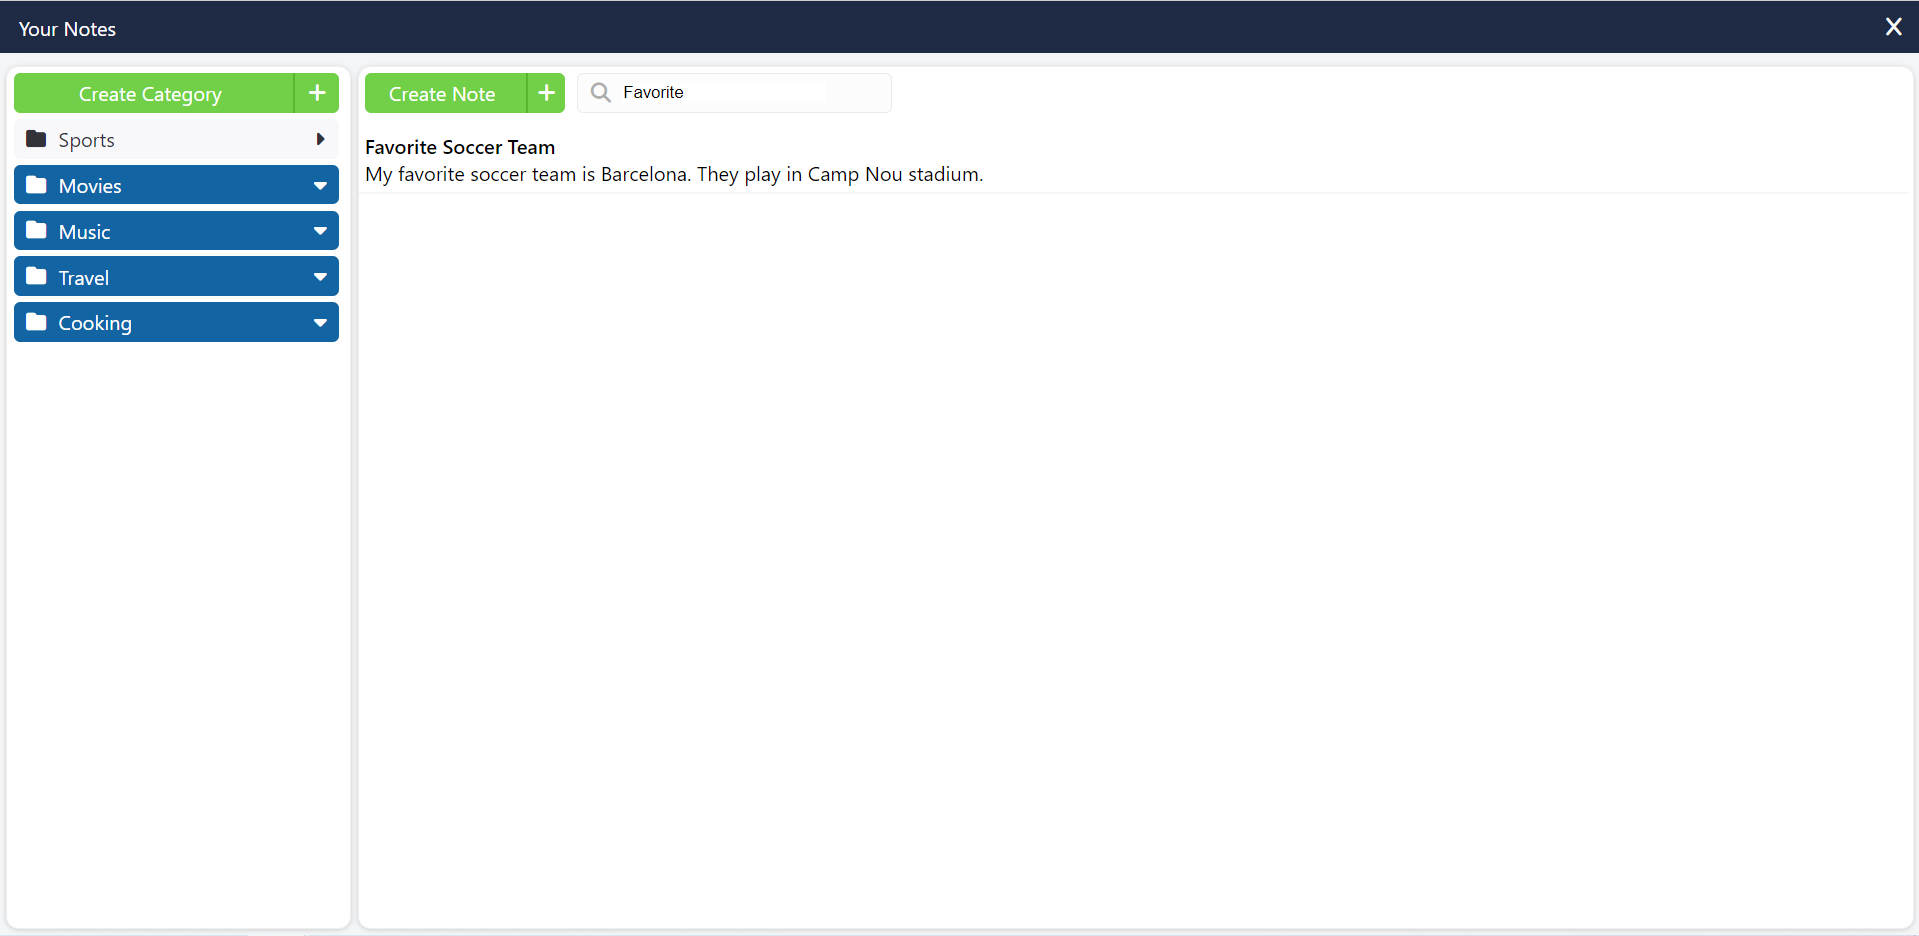 Your Notes
X
Create Category +
Sports
Movies
Music
Travel
Cooking
Create Note +
Favorite
Favorite Soccer Team
My favorite soccer team is Barcelona. They play in Camp Nou stadium.